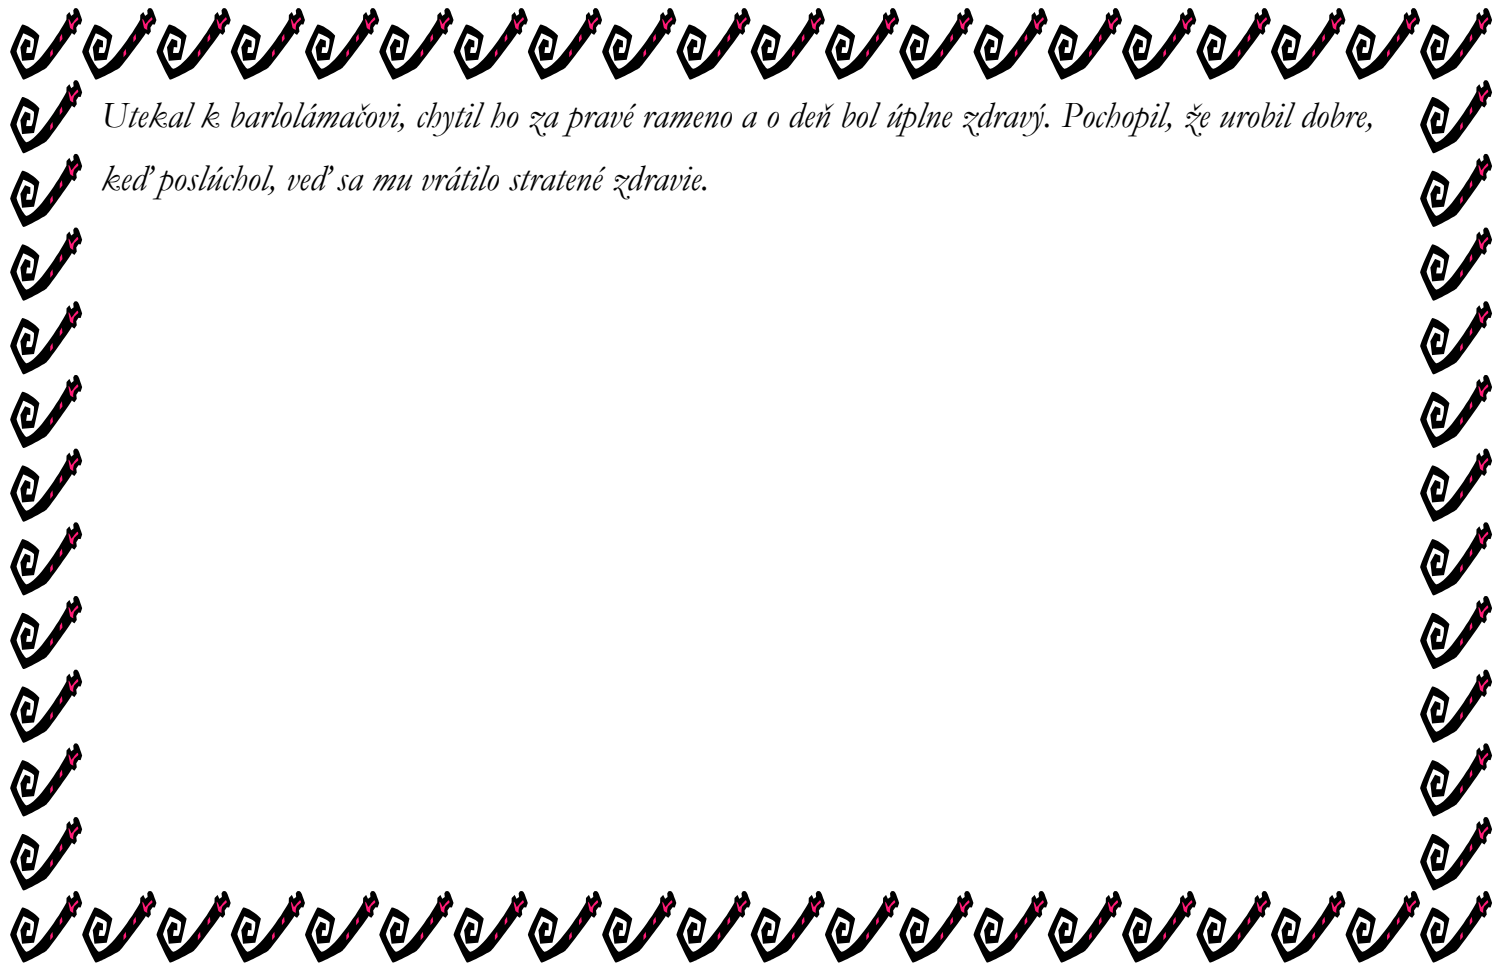 Utekal k barlolámačovi, chytil ho za pravé rameno a o deň bol úplne zdravý. Pochopil, že urobil dobre,
keď poslúchol, veď sa mu vrátilo stratené zdravie.